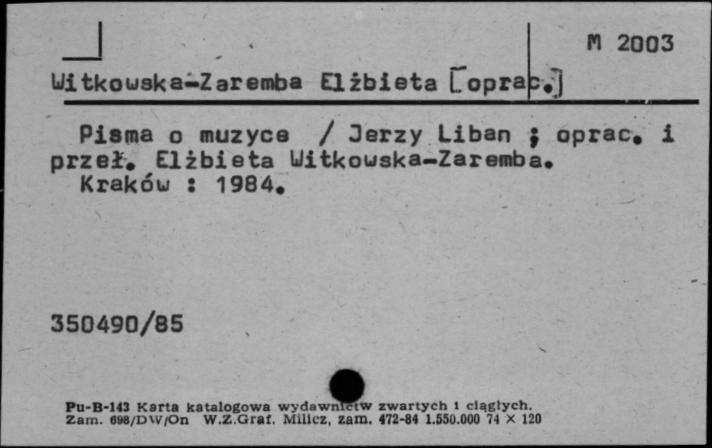 M 2003
Witkowska-Zaremba Elżbieta [oprac.]
Pisma o muzyce / Jerzy Liban ; oprac. i
przeł. Elżbieta Witkowska-Zaremba.
Kraków : 1984.
350490/85
Pu-B-143 Karta katalogowa wydawnictw zwartych i ciągłych.
Zam. 698/DW/On W.Z.Graf. Milicz, zam. 472-84 1.550.000 74 × 120